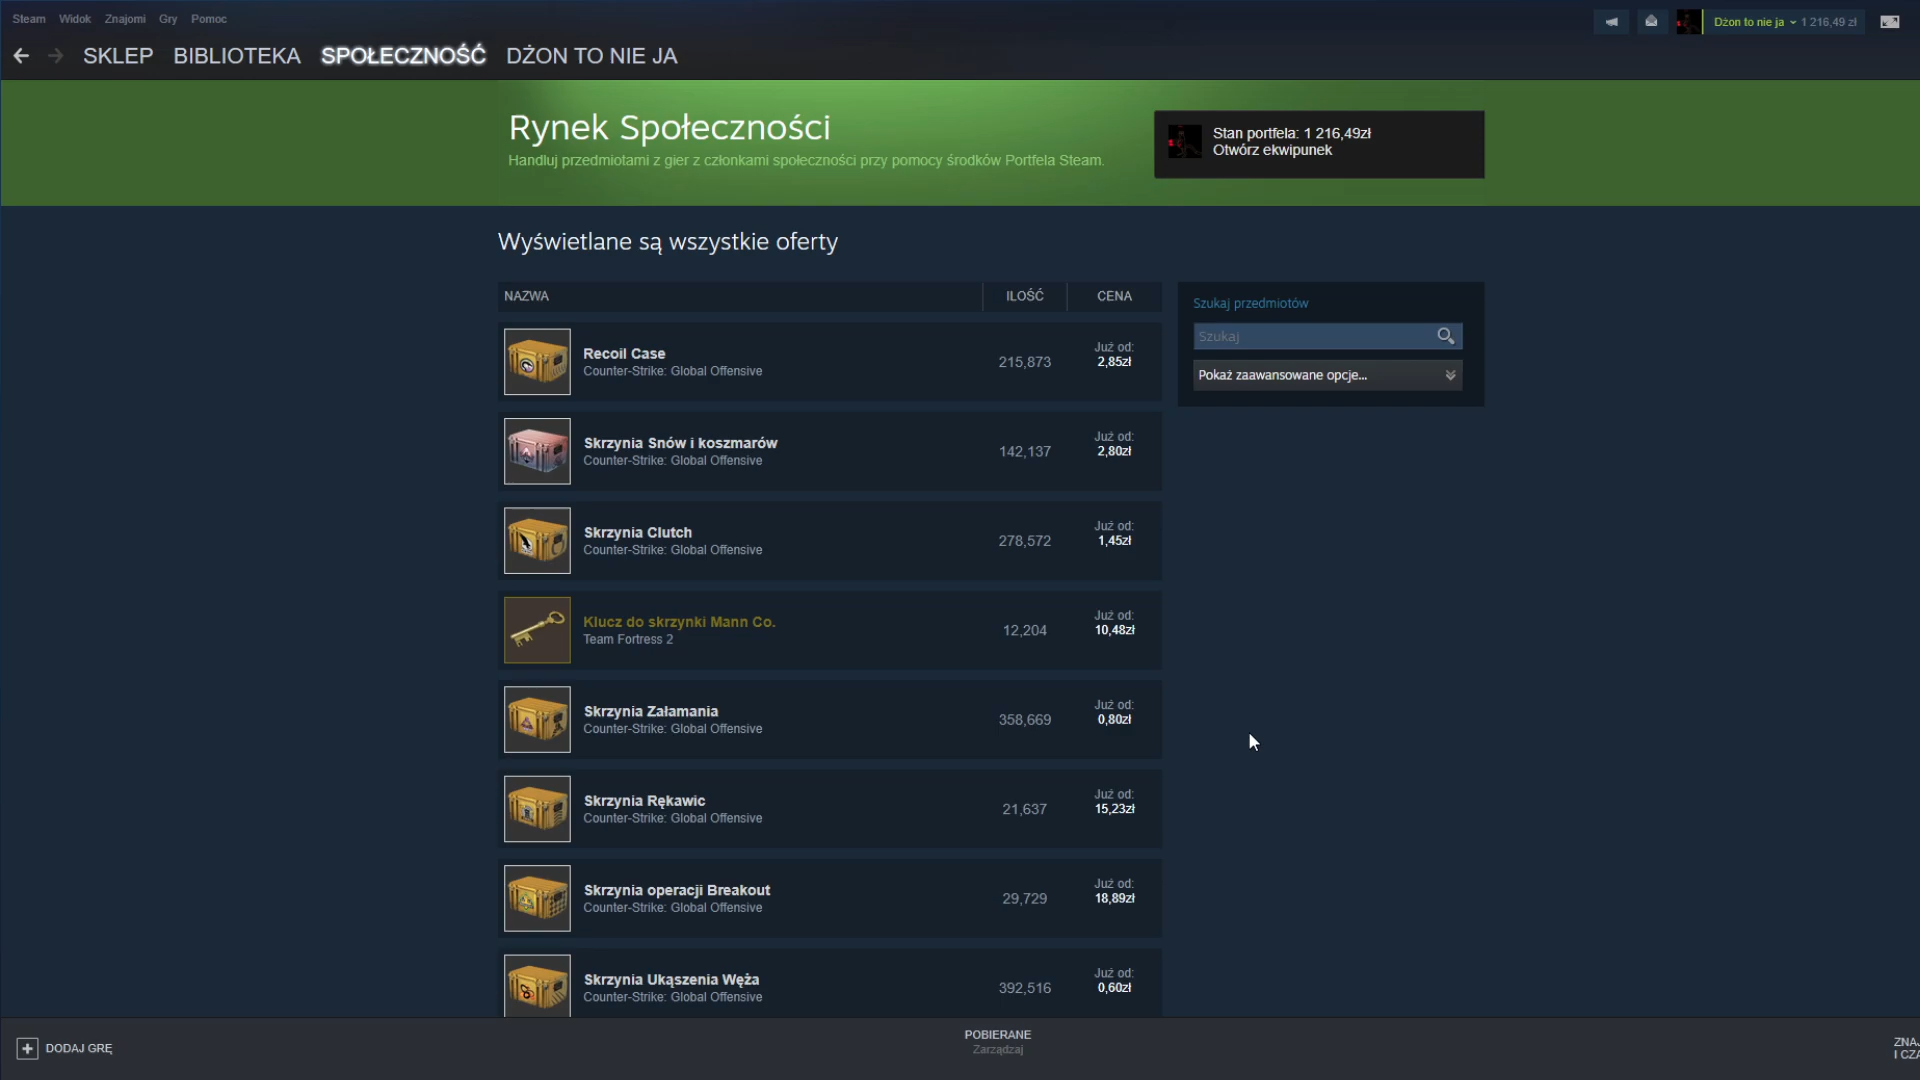 Steam Widok Znajomi Gry Pomoc
Dżon to nie ja 1 216,49 zł
SKLEP BIBLIOTEKA SPOŁECZNOŚĆ DŻON TO NIE JA
Rynek Społeczności
Handluj przedmiotami z gier z członkami społeczności przy pomocy środków Portfela Steam.
Stan portfela: 1 216,49zł
Otwórz ekwipunek
Wyświetlane są wszystkie oferty
NAZWA ILOŚĆ CENA
Recoil Case
Counter-Strike: Global Offensive
215,873
Już od:
2,85zł
Skrzynia Snów i koszmarów
Counter-Strike: Global Offensive
142,137
Już od:
2,80zł
Skrzynia Clutch
Counter-Strike: Global Offensive
278,572
Już od:
1,45zł
Klucz do skrzynki Mann Co.
Team Fortress 2
12,204
Już od:
10,48zł
Skrzynia Załamania
Counter-Strike: Global Offensive
358,669
Już od:
0,80zł
Skrzynia Rękawic
Counter-Strike: Global Offensive
21,637
Już od:
15,23zł
Skrzynia operacji Breakout
Counter-Strike: Global Offensive
29,729
Już od:
18,89zł
Skrzynia Ukąszenia Węża
Counter-Strike: Global Offensive
392,516
Już od:
0,60zł
Szukaj przedmiotów
Szukaj
Pokaż zaawansowane opcje...
DODAJ GRĘ
POBIERANE
Zarządzaj
ZNAJ
I CZA